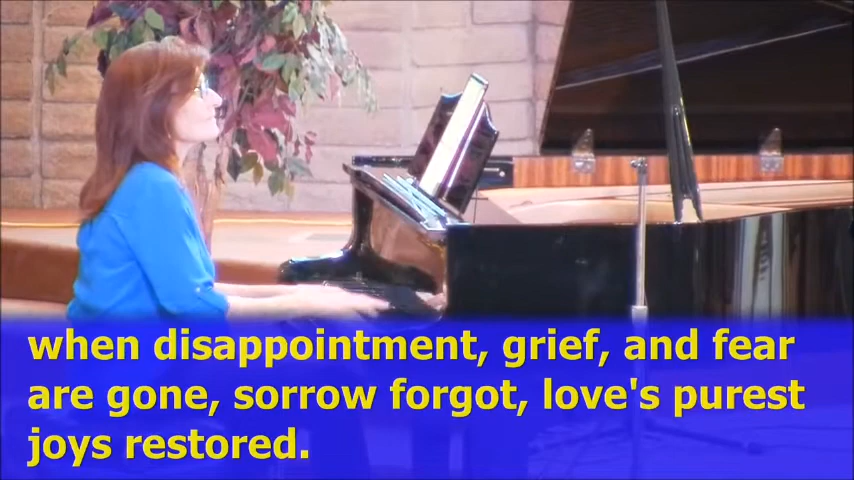 when disappointment, grief, and fear
are gone, sorrow forgot, love's purest
joys restored.